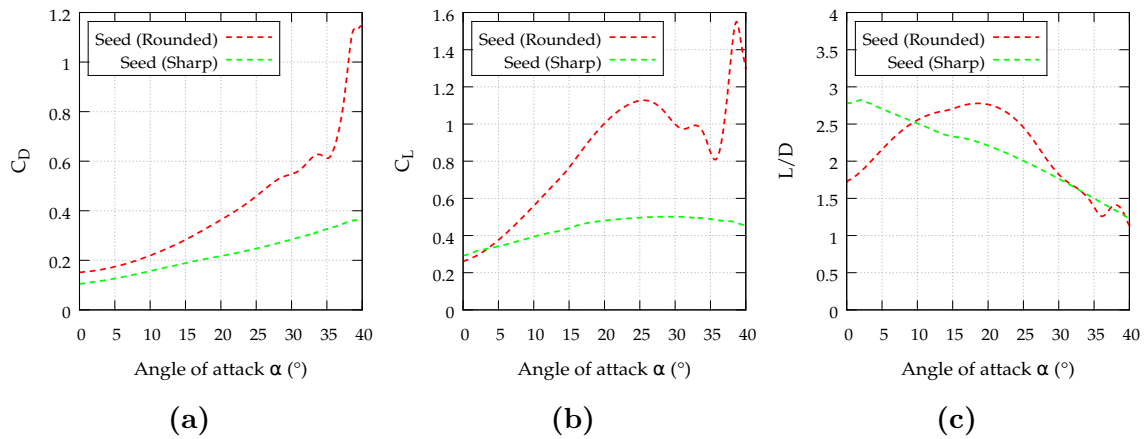 C_D
1.2
1
0.8
0.6
0.4
0.2
0
Seed (Rounded)
Seed (Sharp)
0 5 10 15 20 25 30 35 40
Angle of attack α (°)
(a)
C_L
1.6
1.4
1.2
1
0.8
0.6
0.4
0.2
0
Seed (Rounded)
Seed (Sharp)
0 5 10 15 20 25 30 35 40
Angle of attack α (°)
(b)
L/D
4
3.5
3
2.5
2
1.5
1
0.5
0
Seed (Rounded)
Seed (Sharp)
0 5 10 15 20 25 30 35 40
Angle of attack α (°)
(c)